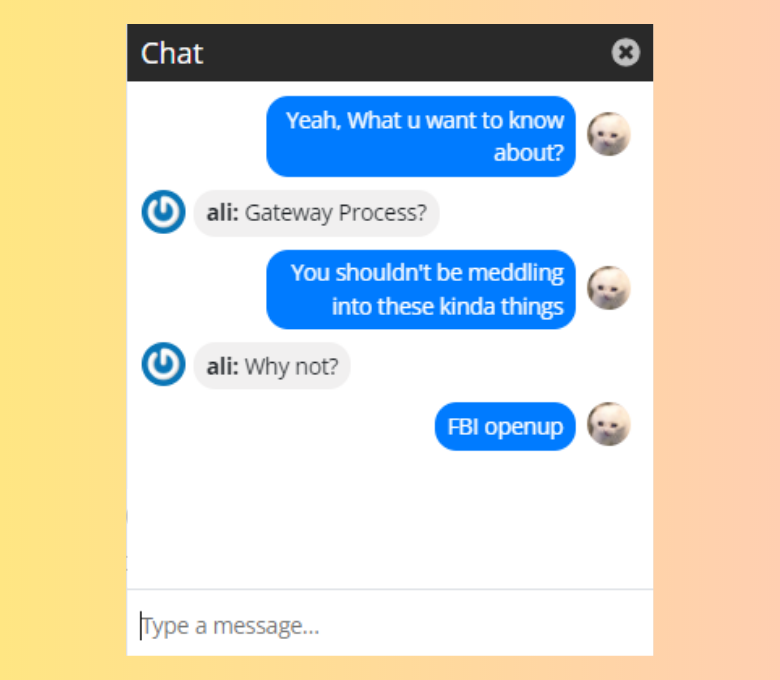 Chat
Yeah, What u want to know
about?
ali: Gateway Process?
You shouldn't be meddling
into these kinda things
ali: Why not?
FBI openup
Type a message...